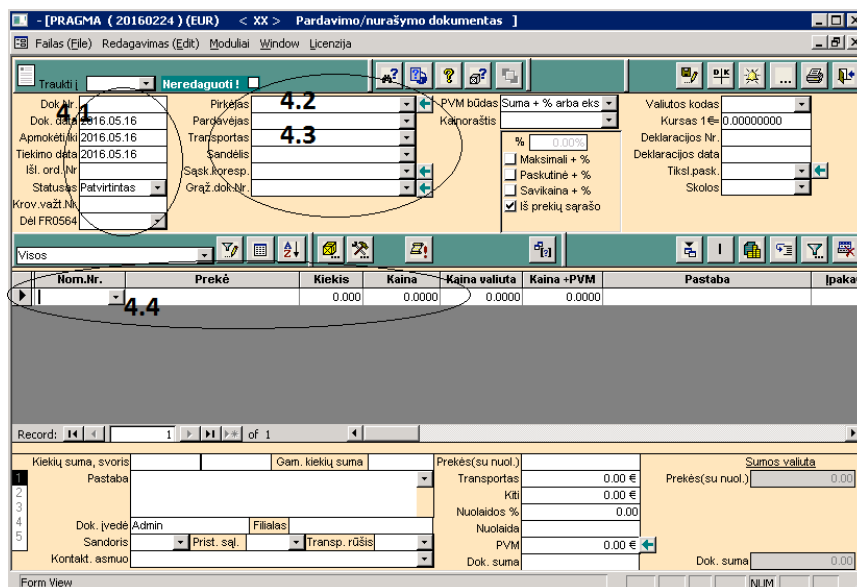 - [PRAGMA ( 20160224 ) (EUR) < XX > Pardavimo/nurašymo dokumentas ]
Failas (File) Redagavimas (Edit) Moduliai Window Licenzija
Traukti į Neredaguoti !
Dok.Nr. 4.1
Dok. data 2016.05.16
Apmokėti iki 2016.05.16
Tiekimo data 2016.05.16
Išl. ord. Nr
Statusas Patvirtintas
Krov.važt.Nr.
Dėl FR0564
Pirkėjas 4.2
Pardavėjas
Transportas 4.3
Sandėlis
Sąsk.koresp.
Grąž.dok.Nr.
PVM būdas Suma + % arba eks
Kainoraštis
% 0.00%
Maksimali + %
Paskutinė + %
Savikaina + %
Iš prekių sąrašo
Valiutos kodas
Kursas 1€= 0.00000000
Deklaracijos Nr.
Deklaracijos data
Tiksl.pask.
Skolos
Visos
Nom.Nr. Prekė Kiekis Kaina Kaina valiuta Kaina +PVM Pastaba Įpaka
4.4 0.000 0.0000 0.0000 0.0000
Record: 1 of 1
Kiekių suma, svoris Gam. kiekių suma
1
2
3
4
5
Pastaba
Dok. įvedė Admin Filialas
Sandoris Prist. sąl. Transp. rūšis
Kontakt. asmuo
Prekės(su nuol.)
Transportas 0.00 €
Kiti 0.00 €
Nuolaidos % 0.00
Nuolaida
PVM 0.00 €
Dok. suma
Sumos valiuta
Prekės(su nuol.) 0.00
Dok. suma 0.00
Form View NUM